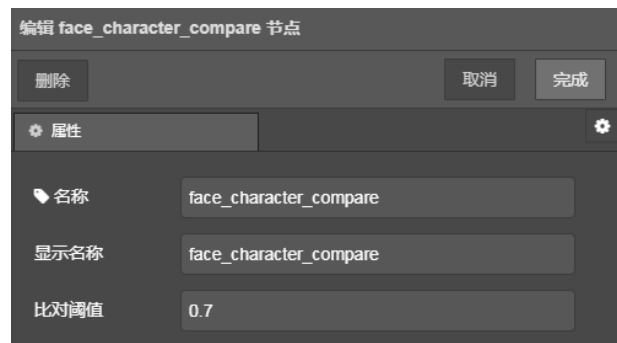 编辑 face_character_compare 节点
删除 取消 完成
属性
名称 face_character_compare
显示名称 face_character_compare
比对阈值 0.7